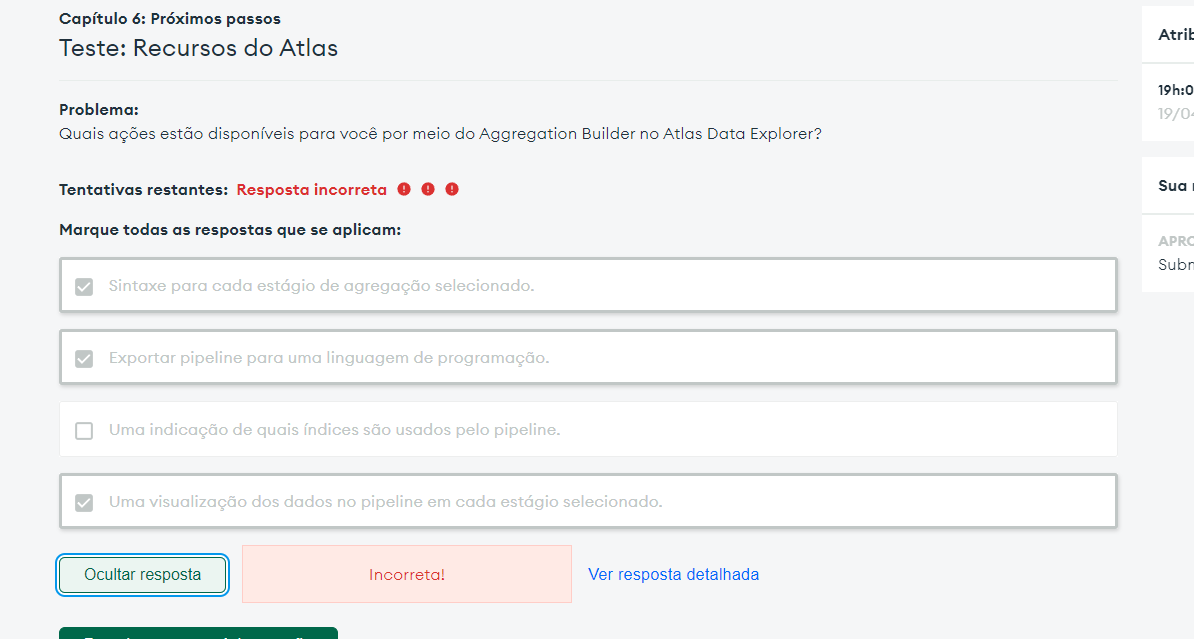 Capítulo 6: Próximos passos
Teste: Recursos do Atlas
Problema:
Quais ações estão disponíveis para você por meio do Aggregation Builder no Atlas Data Explorer?
Tentativas restantes: Resposta incorreta
Marque todas as respostas que se aplicam:
Sintaxe para cada estágio de agregação selecionado.
Exportar pipeline para uma linguagem de programação.
Uma indicação de quais índices são usados pelo pipeline.
Uma visualização dos dados no pipeline em cada estágio selecionado.
Ocultar resposta
Incorreta!
Ver resposta detalhada
Atrib
19h:0
19/04
Sua
APRO
Subm